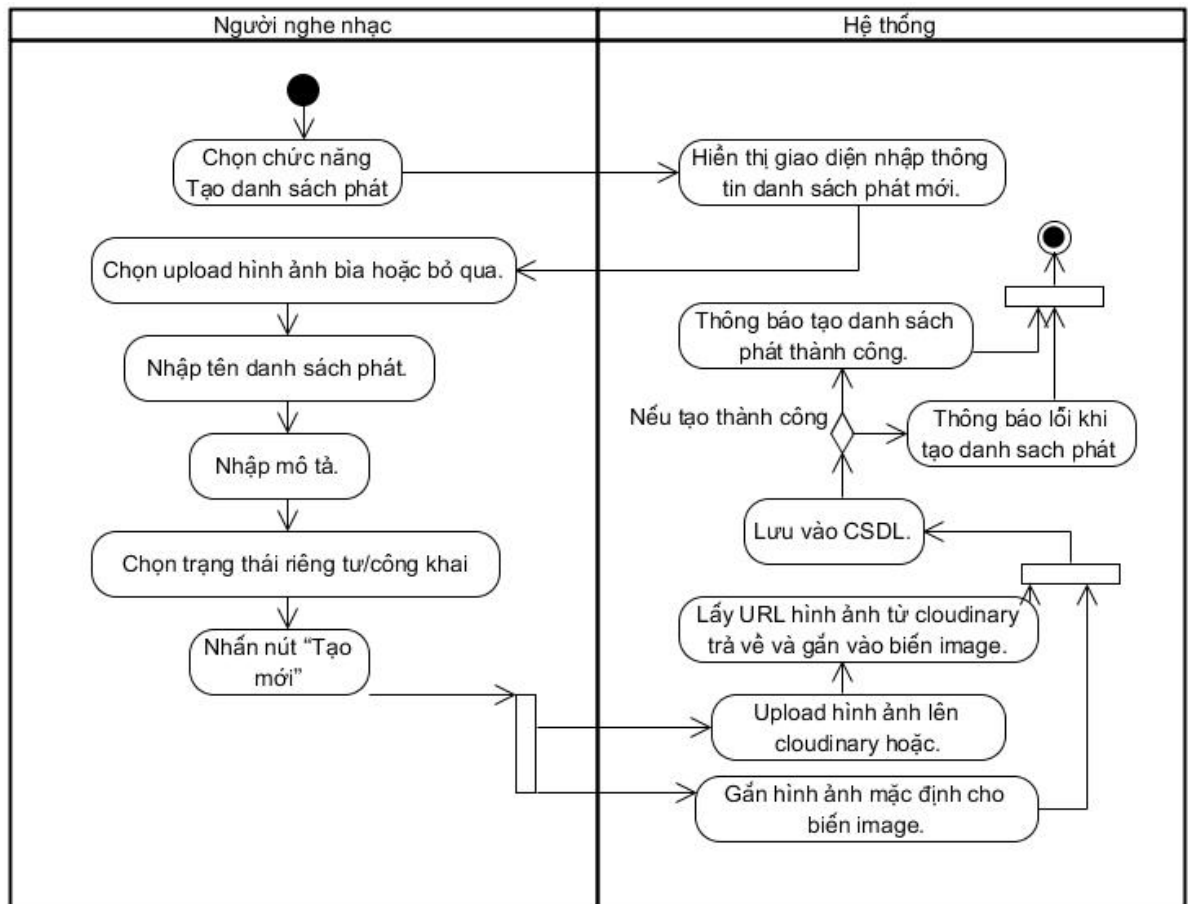 Người nghe nhạc
Hệ thống
Chọn chức năng
Tạo danh sách phát
Hiển thị giao diện nhập thông
tin danh sách phát mới.
Chọn upload hình ảnh bìa hoặc bỏ qua.
Nhập tên danh sách phát.
Nhập mô tả.
Chọn trạng thái riêng tư/công khai
Nhấn nút “Tạo
mới”
Upload hình ảnh lên
cloudinary hoặc.
Gắn hình ảnh mặc định cho
biến image.
Lấy URL hình ảnh từ cloudinary
trả về và gắn vào biến image.
Lưu vào CSDL.
Nếu tạo thành công
Thông báo tạo danh sách
phát thành công.
Thông báo lỗi khi
tạo danh sach phát